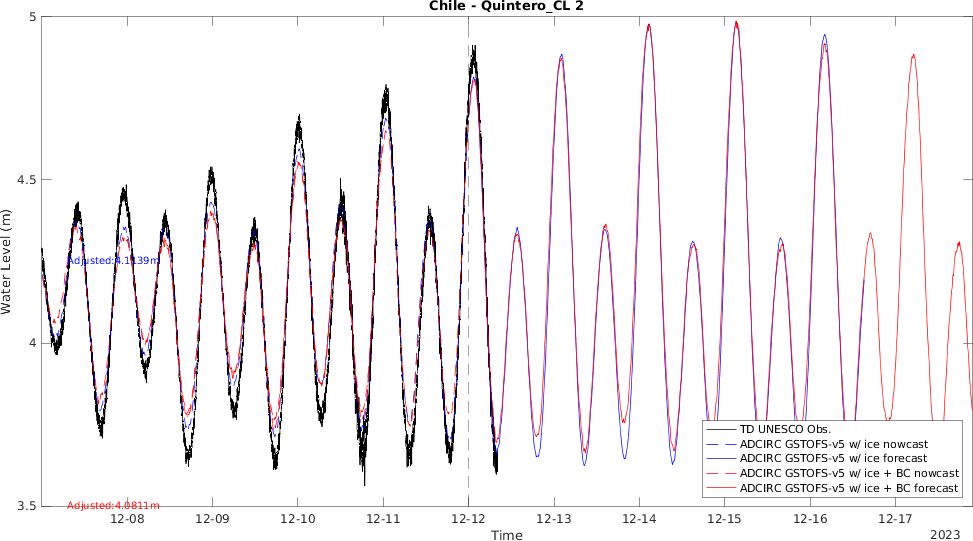 Chile - Quintero_CL 2
5
4.5
4
3.5
Water Level (m)
Adjusted:4.1139m
Adjusted:4.0811m
TD UNESCO Obs.
ADCIRC GSTOFS-v5 w/ ice nowcast
ADCIRC GSTOFS-v5 w/ ice forecast
ADCIRC GSTOFS-v5 w/ ice + BC nowcast
ADCIRC GSTOFS-v5 w/ ice + BC forecast
12-08 12-09 12-10 12-11 12-12 12-13 12-14 12-15 12-16 12-17
Time
2023